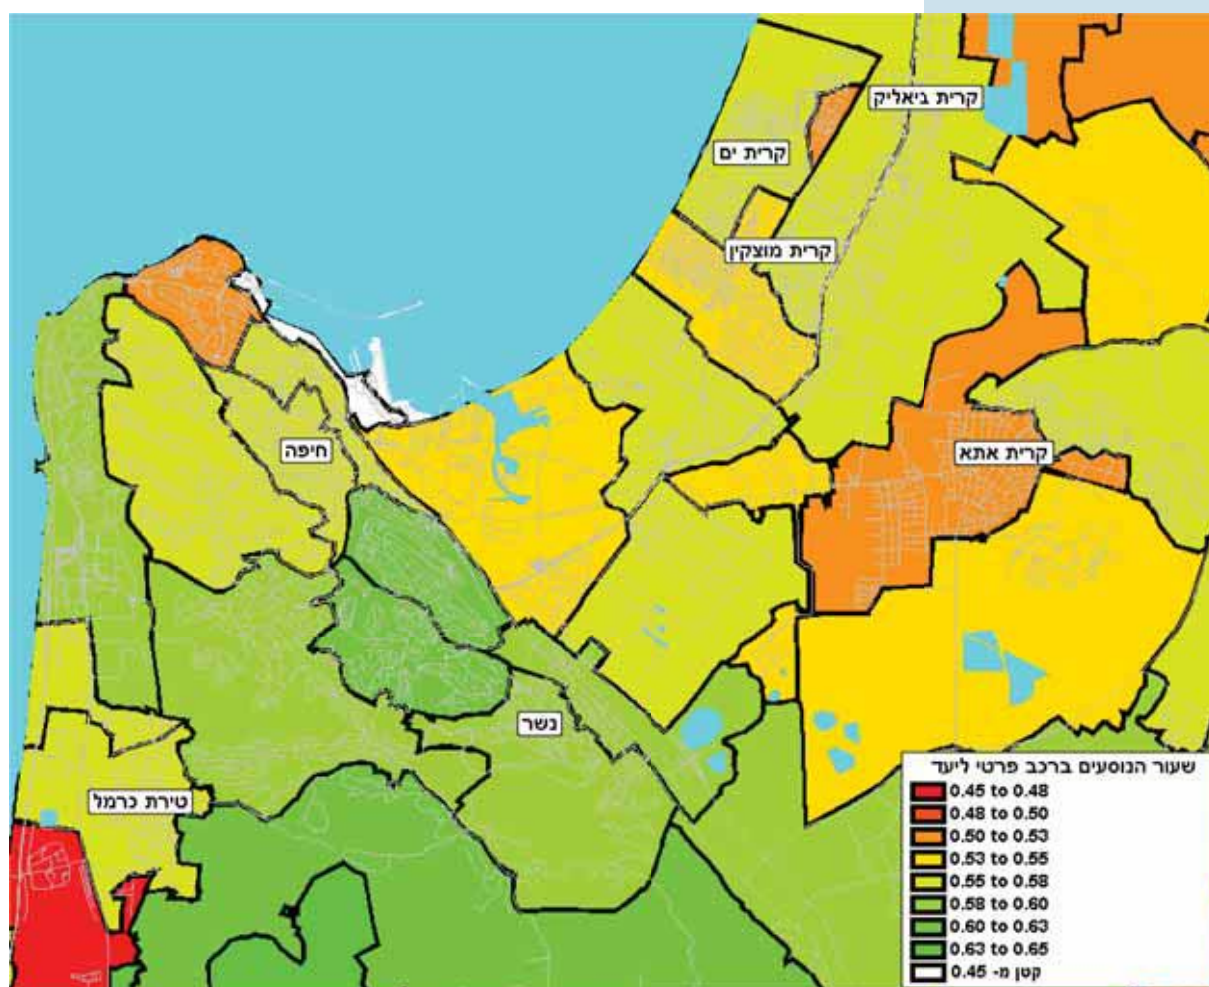 קרית ביאליק
קרית ים
קרית מוצקין
חיפה
קרית אתא
נשר
טירת כרמל
שעור הנוסעים ברכב פרטי ליעד
0.45 to 0.48
0.48 to 0.50
0.50 to 0.53
0.53 to 0.55
0.55 to 0.58
0.58 to 0.60
0.60 to 0.63
0.63 to 0.65
קטן מ- 0.45